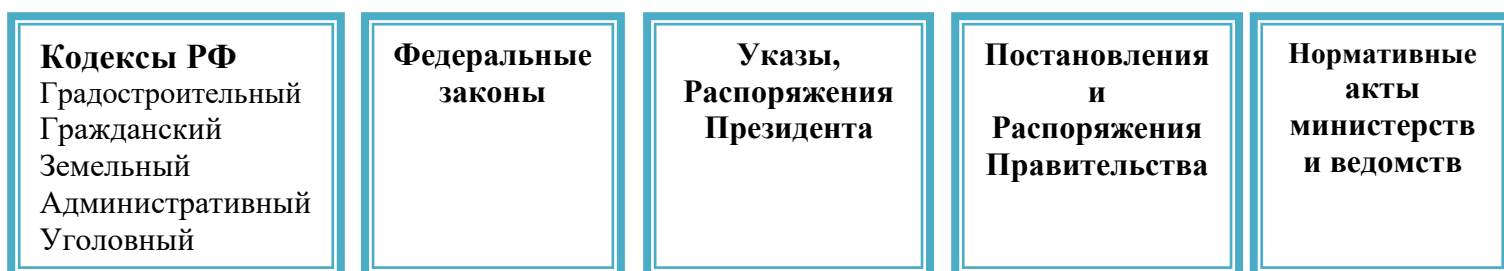 Кодексы РФ
Градостроительный
Гражданский
Земельный
Административный
Уголовный
Федеральные
законы
Указы,
Распоряжения
Президента
Постановления
и
Распоряжения
Правительства
Нормативные
акты
министерств
и ведомств